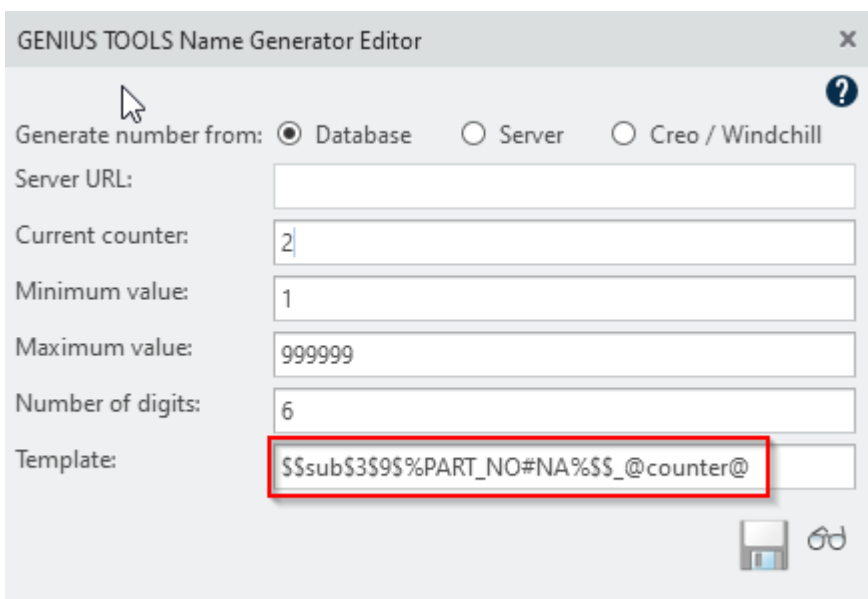 GENIUS TOOLS Name Generator Editor ×
?
Generate number from: Database Server Creo / Windchill
Server URL:
Current counter: 2
Minimum value: 1
Maximum value: 999999
Number of digits: 6
Template: $$sub$3$9$%PART_NO#NA%$$_@counter@